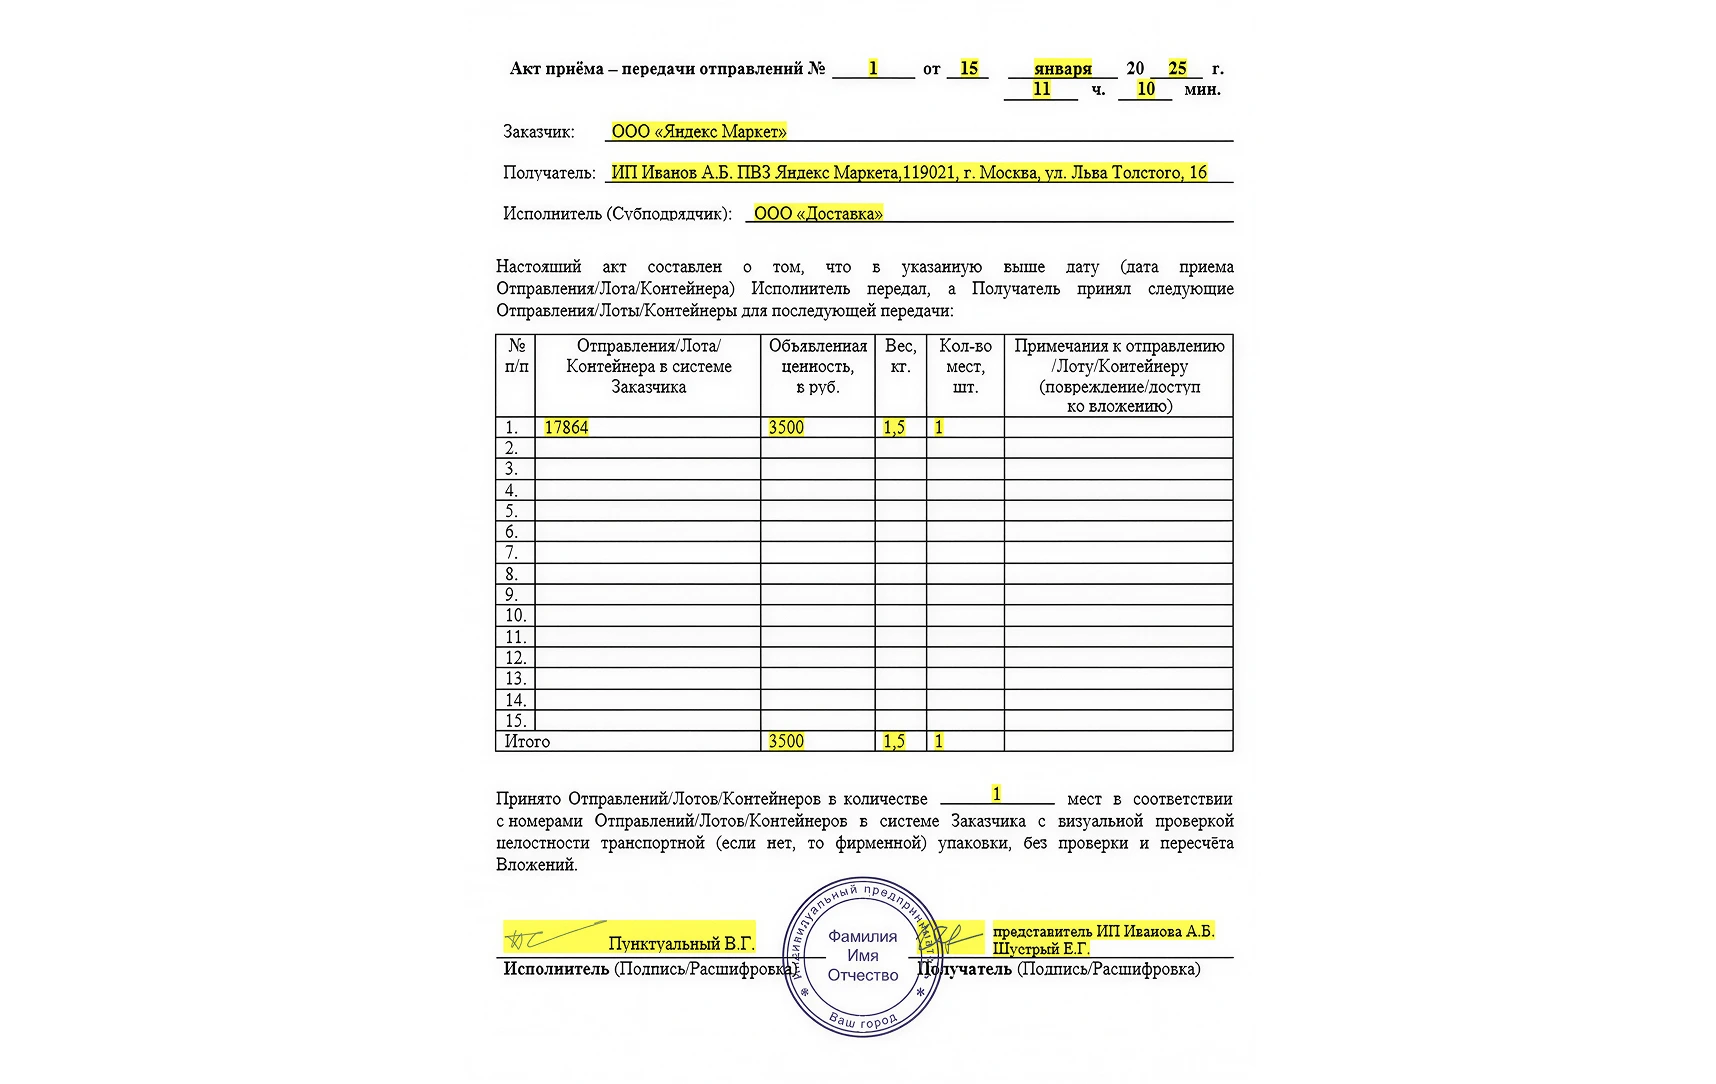 Акт приёма – передачи отправлений № 1 от 15 января 20 25 г.
11 ч. 10 мин.
Заказчик: ООО «Яндекс Маркет»
Получатель: ИП Иванов А.Б. ПВЗ Яндекс Маркета,119021, г. Москва, ул. Льва Толстого, 16
Исполнитель (Субподрядчик): ООО «Доставка»
Настоящий акт составлен о том, что в указанную выше дату (дата приема
Отправления/Лота/Контейнера) Исполнитель передал, а Получатель принял следующие
Отправления/Лоты/Контейнеры для последующей передачи:
№ п/п
Отправления/Лота/
Контейнера в системе
Заказчика
Объявленная
ценность,
в руб.
Вес,
кг.
Кол-во
мест,
шт.
Примечания к отправлению
/Лоту/Контейнеру
(повреждение/доступ
ко вложению)
1. 17864 3500 1,5 1
2.
3.
4.
5.
6.
7.
8.
9.
10.
11.
12.
13.
14.
15.
Итого 3500 1,5 1
Принято Отправлений/Лотов/Контейнеров в количестве 1 мест в соответствии
с номерами Отправлений/Лотов/Контейнеров в системе Заказчика с визуальной проверкой
целостности транспортной (если нет, то фирменной) упаковки, без проверки и пересчёта
Вложений.
Пунктуальный В.Г.
Исполнитель (Подпись/Расшифровка)
Индивидуальный предприниматель
Фамилия
Имя
Отчество
Ваш город
представитель ИП Иванова А.Б.
Шустрый Е.Г.
Получатель (Подпись/Расшифровка)